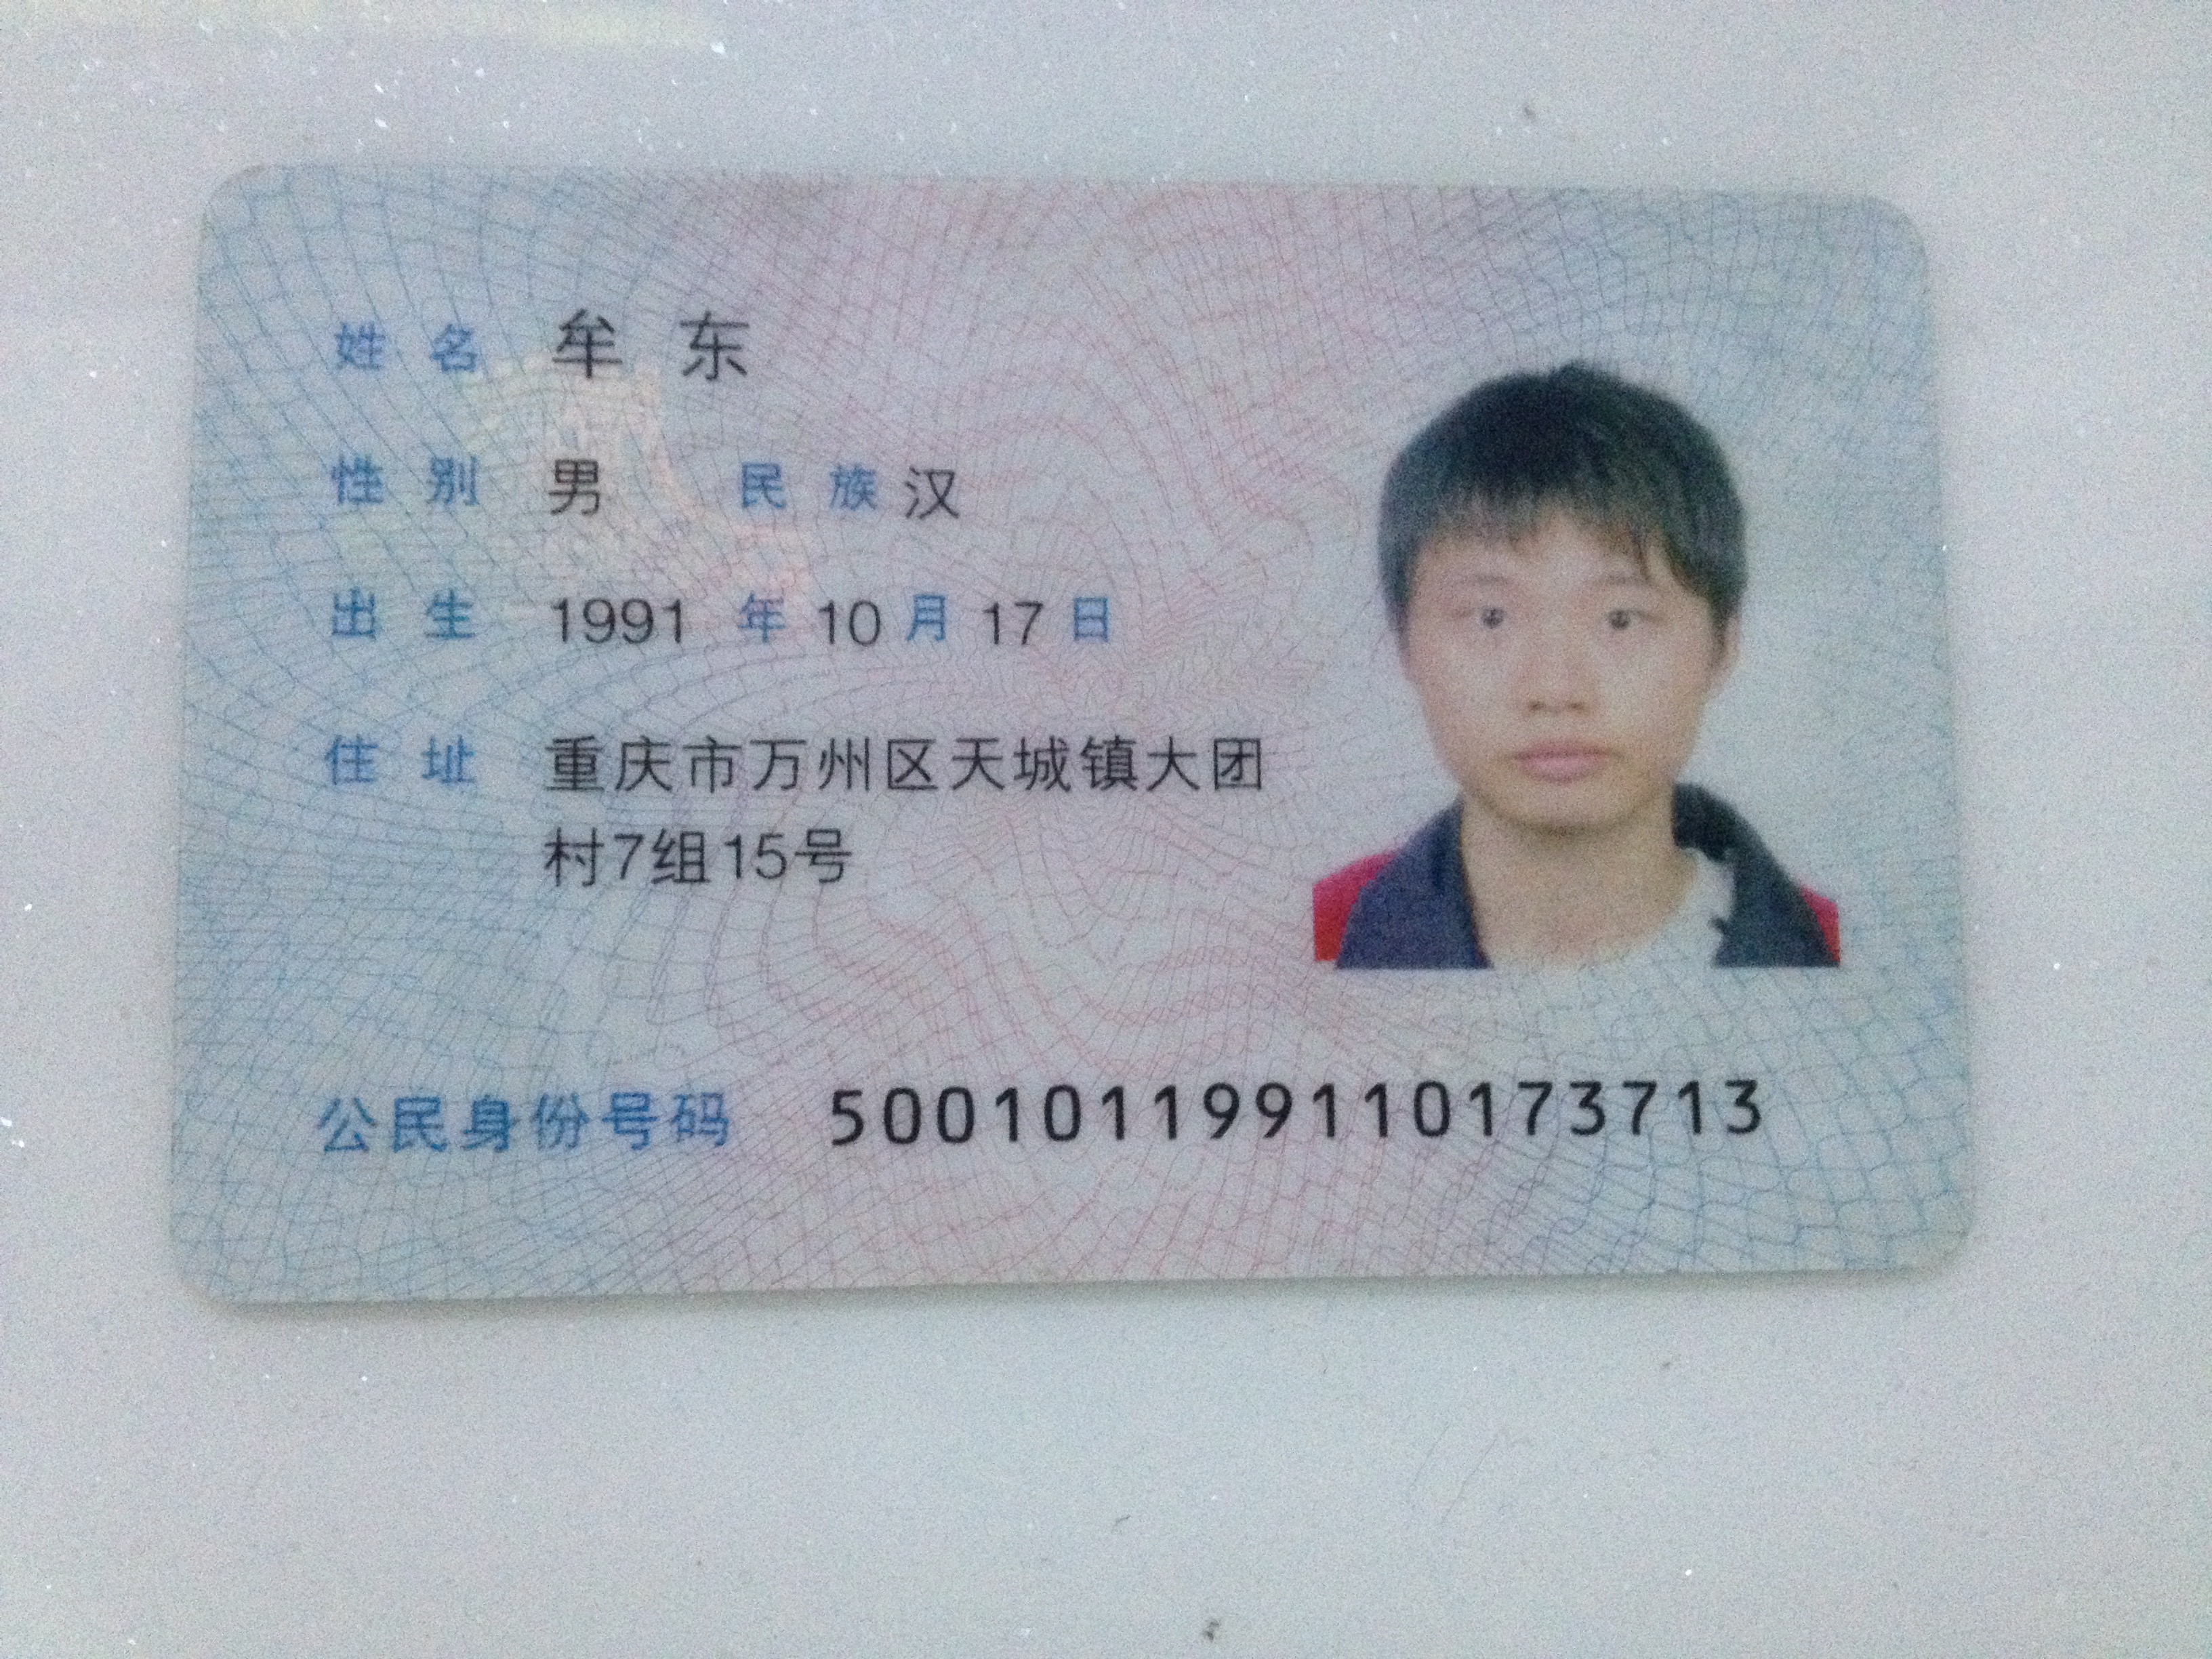 姓名 牟东
性别 男 民族 汉
出生 1991 年 10 月 17 日
住址 重庆市万州区天城镇大团
村7组15号
公民身份号码 500101199110173713